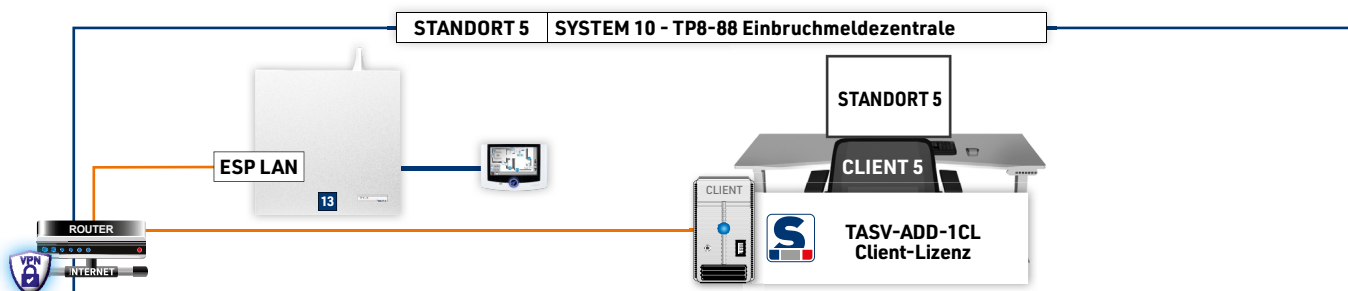 STANDORT 5 SYSTEM 10 - TP8-88 Einbruchmeldezentrale
STANDORT 5
ESP LAN
CLIENT 5
13
CLIENT
ROUTER
TASV-ADD-1CL
Client-Lizenz
S
VPN
INTERNET